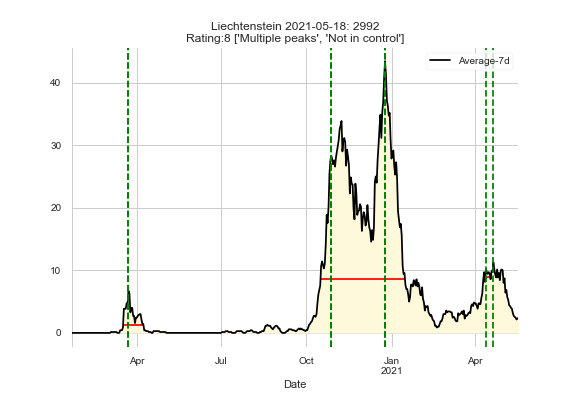 Liechtenstein 2021-05-18: 2992
Rating:8 ['Multiple peaks', 'Not in control']
Average-7d
40
30
20
10
0
Apr Jul Oct Jan Apr
2021
Date